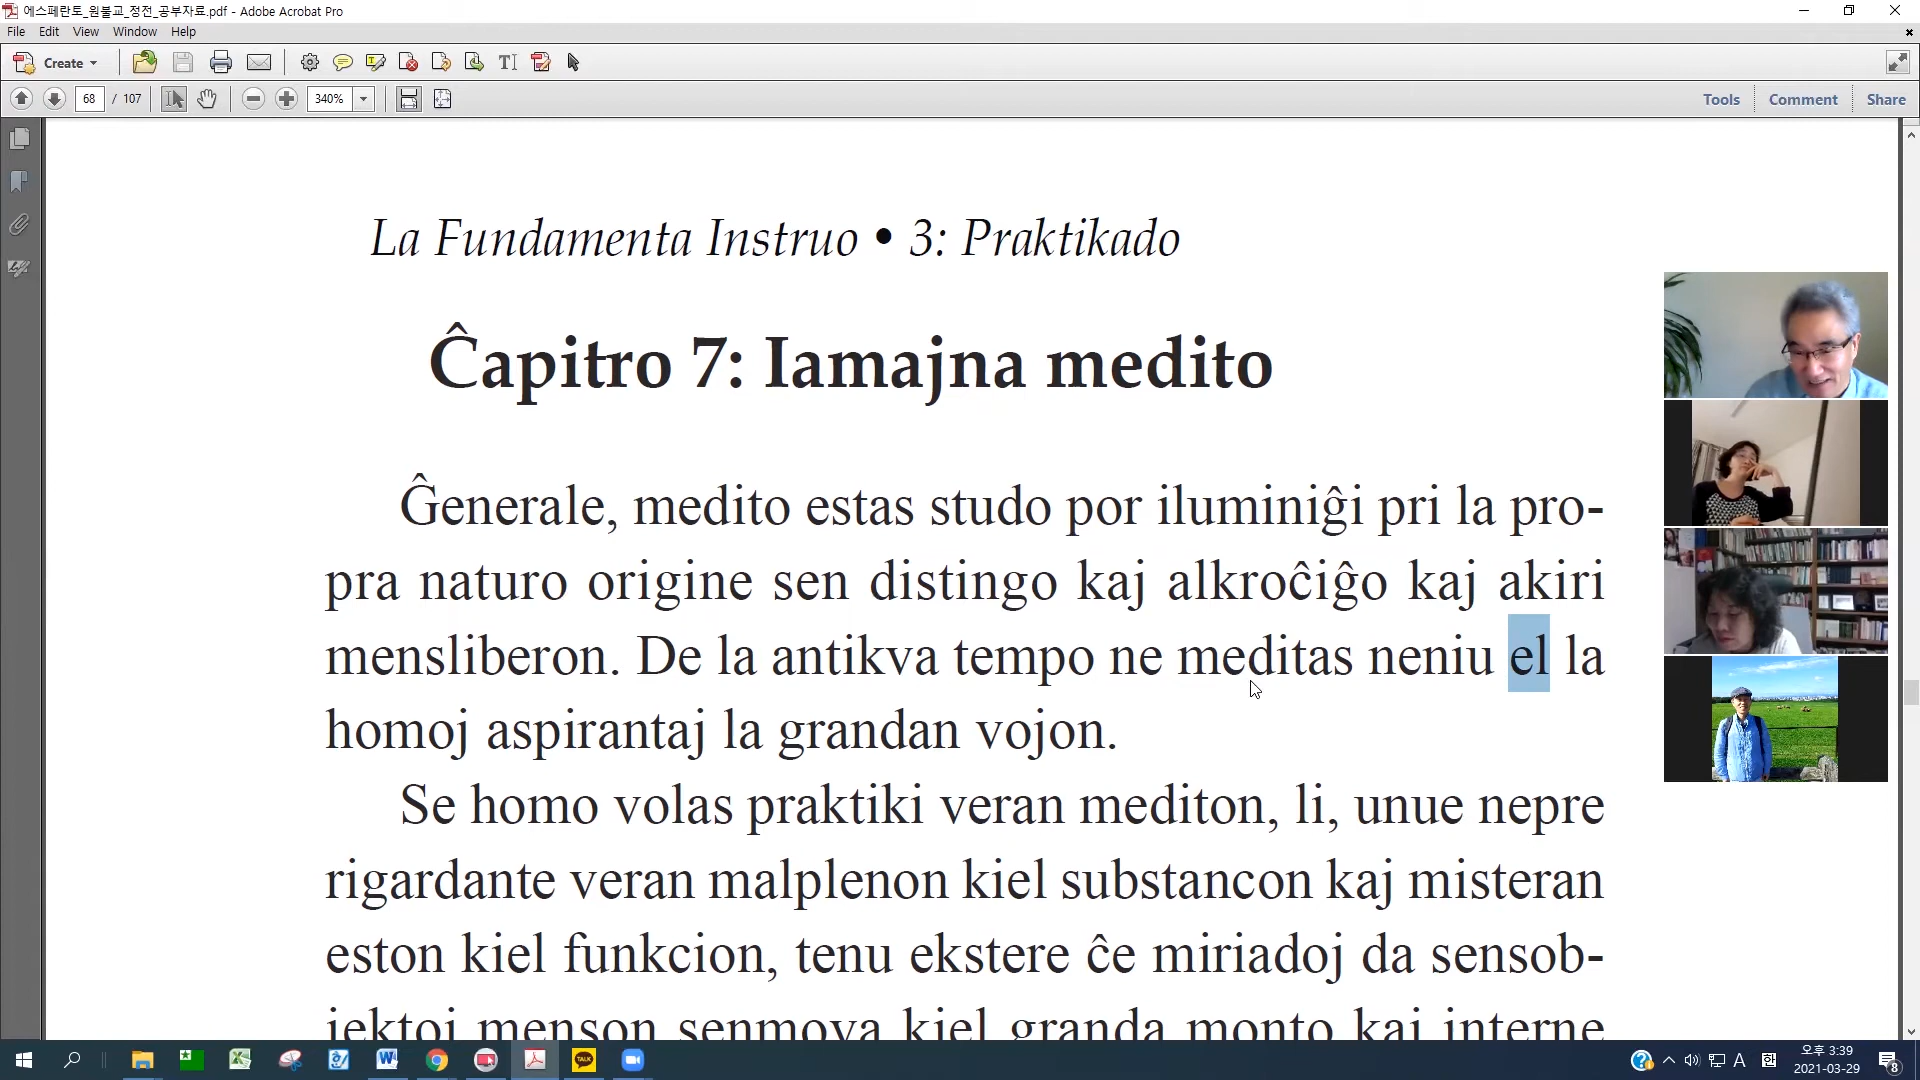 에스페란토_원불교_정전_공부자료.pdf - Adobe Acrobat Pro
File Edit View Window Help
Create
68 / 107 340% Tools Comment Share
La Fundamenta Instruo • 3: Praktikado
Ĉapitro 7: Iamajna medito
Ĝenerale, medito estas studo por iluminiĝi pri la pro-
pra naturo origine sen distingo kaj alkroĉiĝo kaj akiri
mensliberon. De la antikva tempo ne meditas neniu el la
homoj aspirantaj la grandan vojon.
Se homo volas praktiki veran mediton, li, unue nepre
rigardante veran malplenon kiel substancon kaj misteran
eston kiel funkcion, tenu ekstere ĉe miriadoj da sensob-
jektoj menson senmova kiel granda monto kaj interne
A 한 오후 3:39
2021-03-29 8